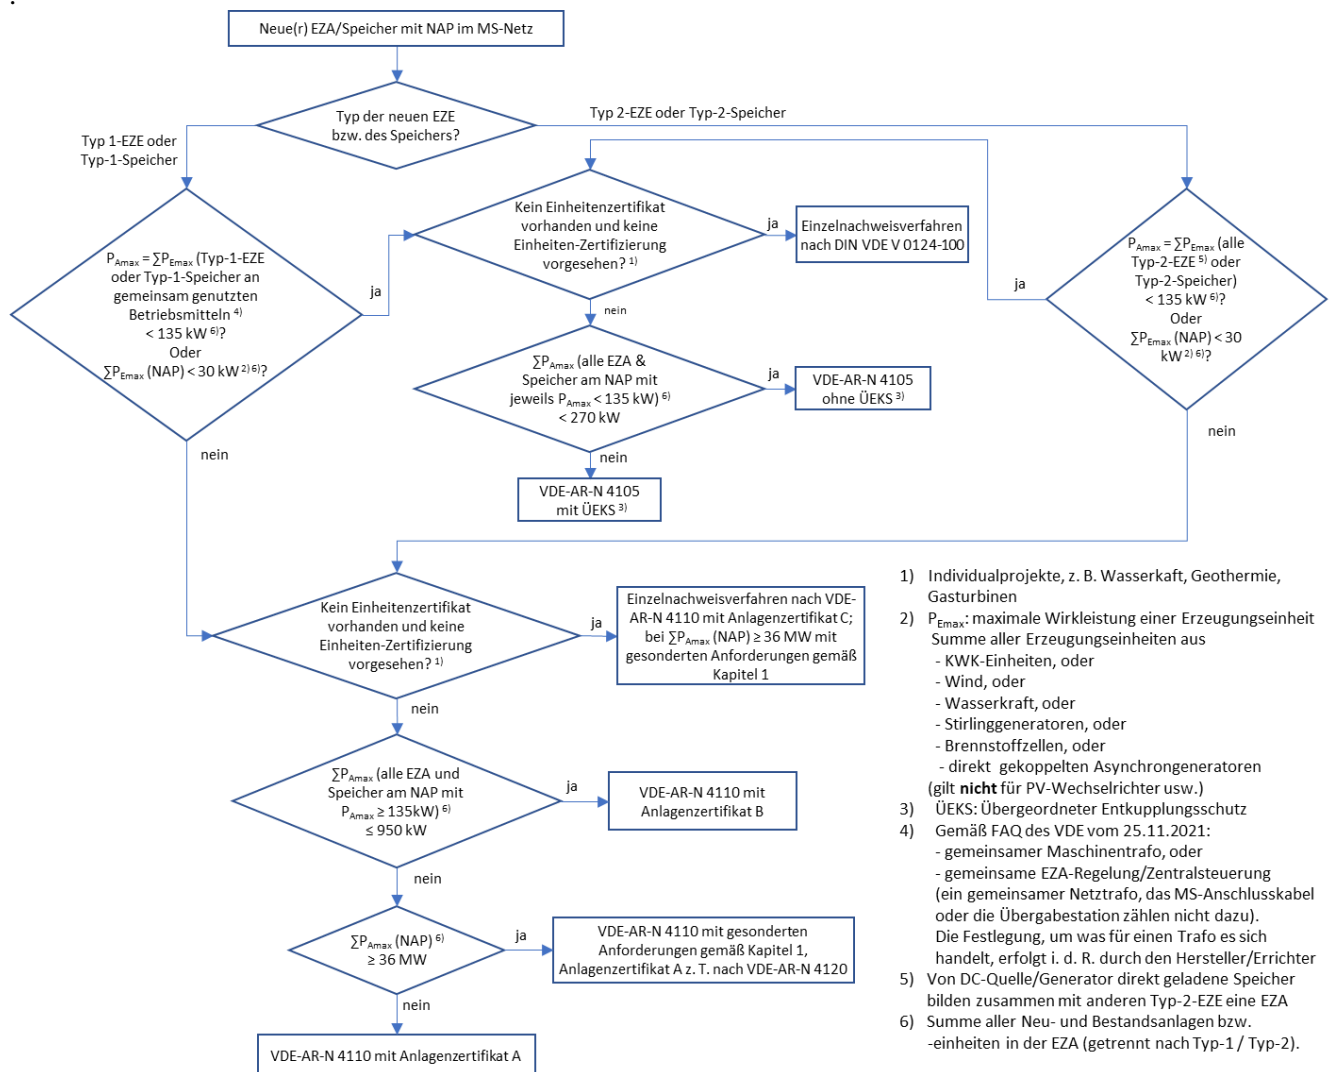 .
Neue(r) EZA/Speicher mit NAP im MS-Netz
Typ der neuen EZE
bzw. des Speichers?
Typ 1-EZE oder
Typ-1-Speicher
Typ 2-EZE oder Typ-2-Speicher
P_Amax = ∑P_Emax (Typ-1-EZE
oder Typ-1-Speicher an
gemeinsam genutzten
Betriebsmitteln 4)
< 135 kW 6)?
Oder
∑P_Emax (NAP) < 30 kW 2) 6)?
ja
nein
Kein Einheitenzertifikat
vorhanden und keine
Einheiten-Zertifizierung
vorgesehen? 1)
ja
Einzelnachweisverfahren
nach DIN VDE V 0124-100
nein
P_Amax = ∑P_Emax (alle
Typ-2-EZE 5) oder
Typ-2-Speicher)
< 135 kW 6)?
Oder
∑P_Emax (NAP) < 30
kW 2) 6)?
ja
nein
∑P_Amax (alle EZA &
Speicher am NAP mit
jeweils P_Amax < 135 kW) 6)
< 270 kW
ja
VDE-AR-N 4105
ohne ÜEKS 3)
nein
VDE-AR-N 4105
mit ÜEKS 3)
Kein Einheitenzertifikat
vorhanden und keine
Einheiten-Zertifizierung
vorgesehen? 1)
ja
Einzelnachweisverfahren nach VDE-
AR-N 4110 mit Anlagenzertifikat C;
bei ∑P_Amax (NAP) ≥ 36 MW mit
gesonderten Anforderungen gemäß
Kapitel 1
nein
∑P_Amax (alle EZA und
Speicher am NAP mit
P_Amax ≥ 135kW) 6)
≤ 950 kW
ja
VDE-AR-N 4110 mit
Anlagenzertifikat B
nein
∑P_Amax (NAP) 6)
≥ 36 MW
ja
VDE-AR-N 4110 mit gesonderten
Anforderungen gemäß Kapitel 1,
Anlagenzertifikat A z. T. nach VDE-AR-N 4120
nein
VDE-AR-N 4110 mit Anlagenzertifikat A
1) Individualprojekte, z. B. Wasserkaft, Geothermie,
Gasturbinen
2) P_Emax: maximale Wirkleistung einer Erzeugungseinheit
Summe aller Erzeugungseinheiten aus
- KWK-Einheiten, oder
- Wind, oder
- Wasserkraft, oder
- Stirlinggeneratoren, oder
- Brennstoffzellen, oder
- direkt gekoppelten Asynchrongeneratoren
(gilt nicht für PV-Wechselrichter usw.)
3) ÜEKS: Übergeordneter Entkupplungsschutz
4) Gemäß FAQ des VDE vom 25.11.2021:
- gemeinsamer Maschinentrafo, oder
- gemeinsame EZA-Regelung/Zentralsteuerung
(ein gemeinsamer Netztrafo, das MS-Anschlusskabel
oder die Übergabestation zählen nicht dazu).
Die Festlegung, um was für einen Trafo es sich
handelt, erfolgt i. d. R. durch den Hersteller/Errichter
5) Von DC-Quelle/Generator direkt geladene Speicher
bilden zusammen mit anderen Typ-2-EZE eine EZA
6) Summe aller Neu- und Bestandsanlagen bzw.
-einheiten in der EZA (getrennt nach Typ-1 / Typ-2).